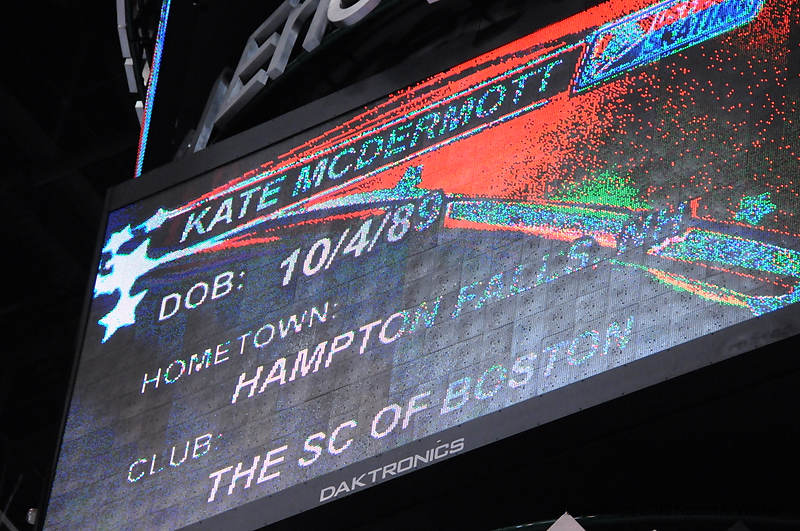 KATE MCDERMOTT
DOB: 10/4/89
HOMETOWN:
HAMPTON FALLS, NH
CLUB:
THE SC OF BOSTON
DAKTRONICS